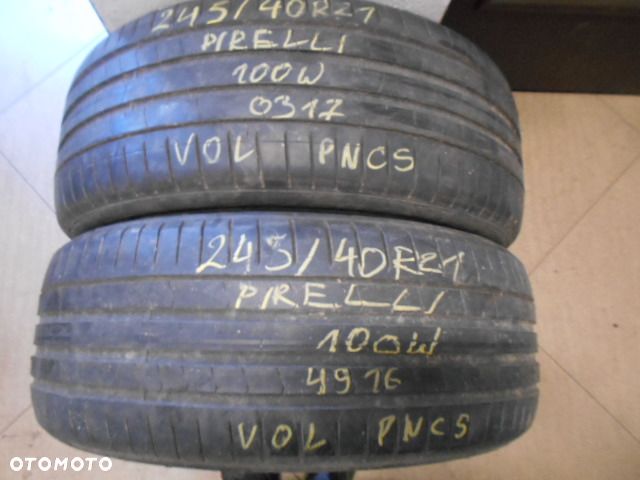 245/40R21
PIRELLI
100W
0317
VOL PNCS
245/40R21
PIRELLI
100W
4916
VOL PNCS
OTOMOTO